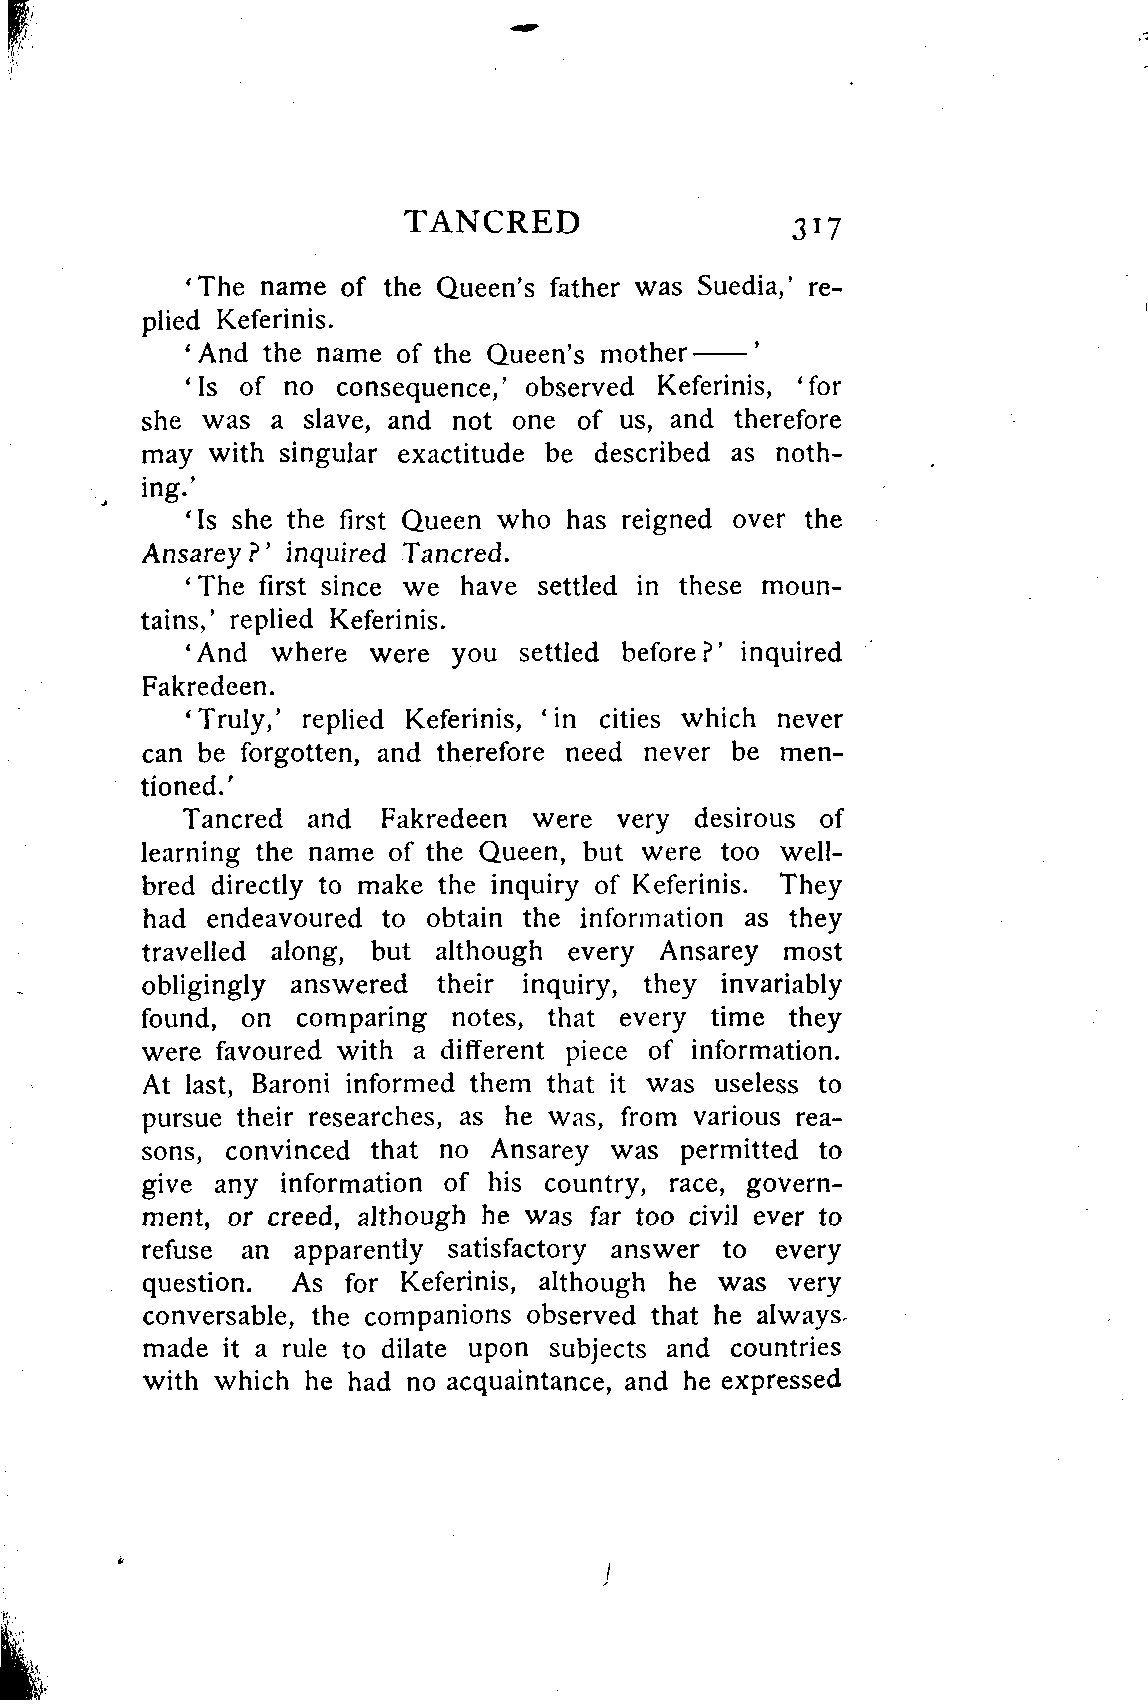 TANCRED 317
‘The name of the Queen's father was Suedia,’ re-
plied Keferinis.
‘And the name of the Queen's mother——’
‘Is of no consequence,’ observed Keferinis, ‘for
she was a slave, and not one of us, and therefore
may with singular exactitude be described as noth-
ing.’
‘Is she the first Queen who has reigned over the
Ansarey?’ inquired Tancred.
‘The first since we have settled in these moun-
tains,’ replied Keferinis.
‘And where were you settled before?’ inquired
Fakredeen.
‘Truly,’ replied Keferinis, ‘in cities which never
can be forgotten, and therefore need never be men-
tioned.’
Tancred and Fakredeen were very desirous of
learning the name of the Queen, but were too well-
bred directly to make the inquiry of Keferinis. They
had endeavoured to obtain the information as they
travelled along, but although every Ansarey most
obligingly answered their inquiry, they invariably
found, on comparing notes, that every time they
were favoured with a different piece of information.
At last, Baroni informed them that it was useless to
pursue their researches, as he was, from various rea-
sons, convinced that no Ansarey was permitted to
give any information of his country, race, govern-
ment, or creed, although he was far too civil ever to
refuse an apparently satisfactory answer to every
question. As for Keferinis, although he was very
conversable, the companions observed that he always
made it a rule to dilate upon subjects and countries
with which he had no acquaintance, and he expressed